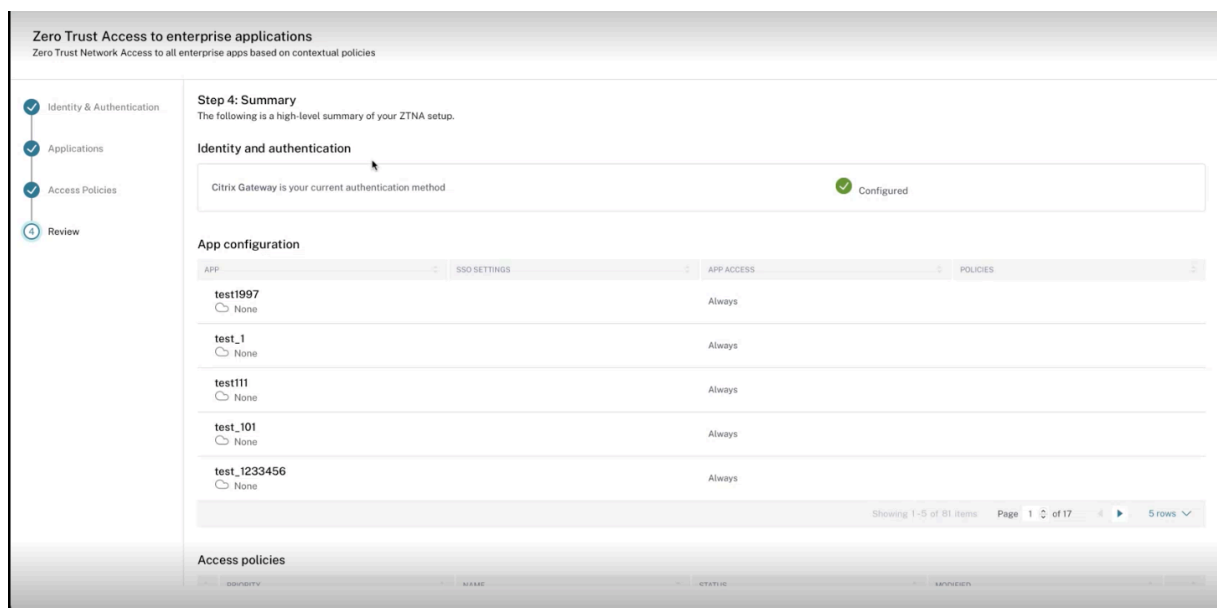 Zero Trust Access to enterprise applications
Zero Trust Network Access to all enterprise apps based on contextual policies
Identity & Authentication
Applications
Access Policies
4 Review
Step 4: Summary
The following is a high-level summary of your ZTNA setup.
Identity and authentication
Citrix Gateway is your current authentication method Configured
App configuration
APP SSO SETTINGS APP ACCESS POLICIES
test1997
None Always
test_1
None Always
test111
None Always
test_101
None Always
test_1233456
None Always
Showing 1-5 of 81 items Page 1 of 17 5 rows
Access policies
PRIORITY NAME STATUS MODIFIED